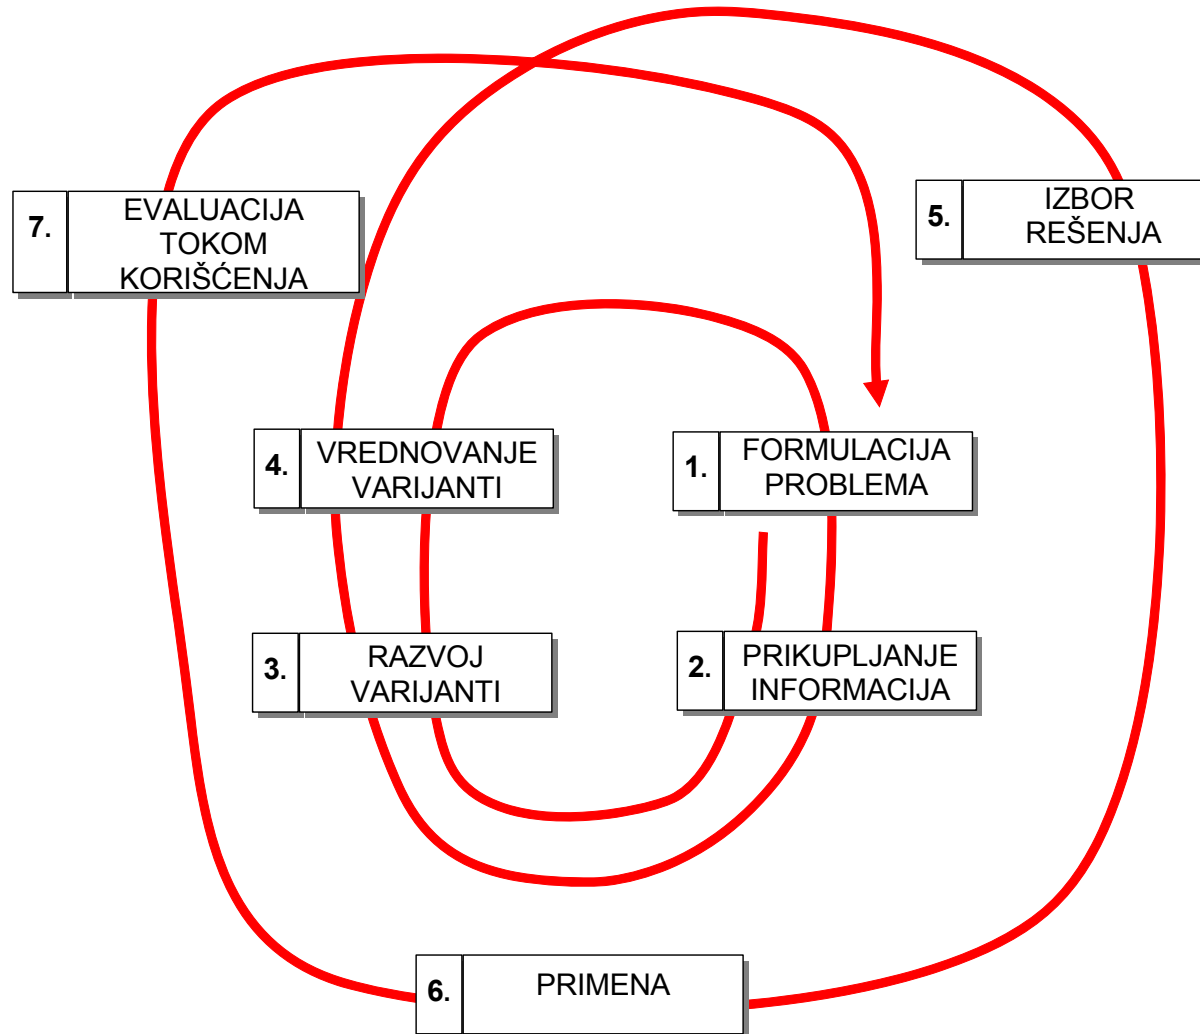 7.
EVALUACIJA
TOKOM
KORIŠĆENJA
5.
IZBOR
REŠENJA
4.
VREDNOVANJE
VARIJANTI
1.
FORMULACIJA
PROBLEMA
3.
RAZVOJ
VARIJANTI
2.
PRIKUPLJANJE
INFORMACIJA
6.
PRIMENA